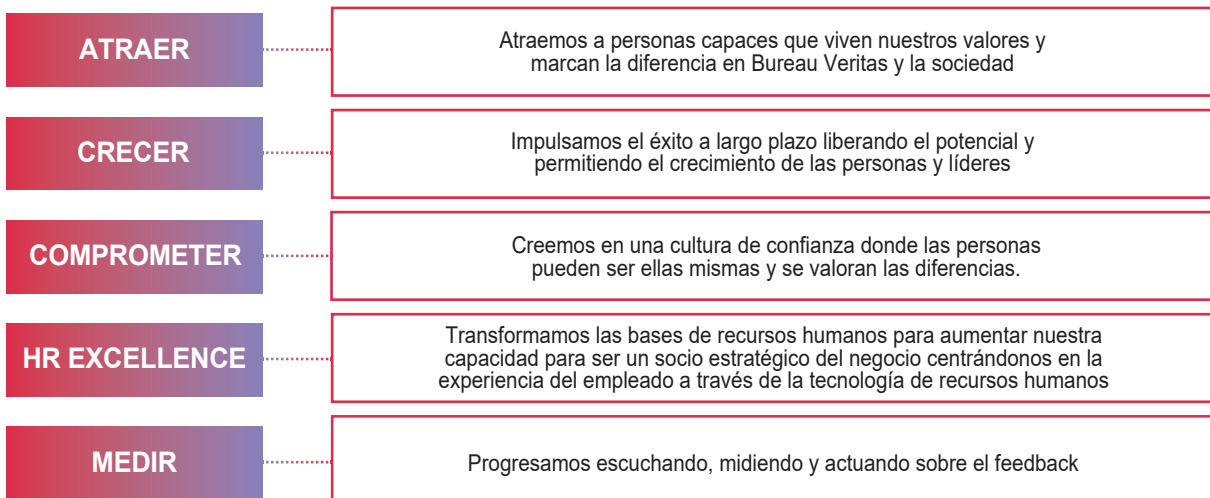 ATRAER
Atraemos a personas capaces que viven nuestros valores y
marcan la diferencia en Bureau Veritas y la sociedad
CRECER
Impulsamos el éxito a largo plazo liberando el potencial y
permitiendo el crecimiento de las personas y líderes
COMPROMETER
Creemos en una cultura de confianza donde las personas
pueden ser ellas mismas y se valoran las diferencias.
HR EXCELLENCE
Transformamos las bases de recursos humanos para aumentar nuestra
capacidad para ser un socio estratégico del negocio centrándonos en la
experiencia del empleado a través de la tecnología de recursos humanos
MEDIR
Progresamos escuchando, midiendo y actuando sobre el feedback